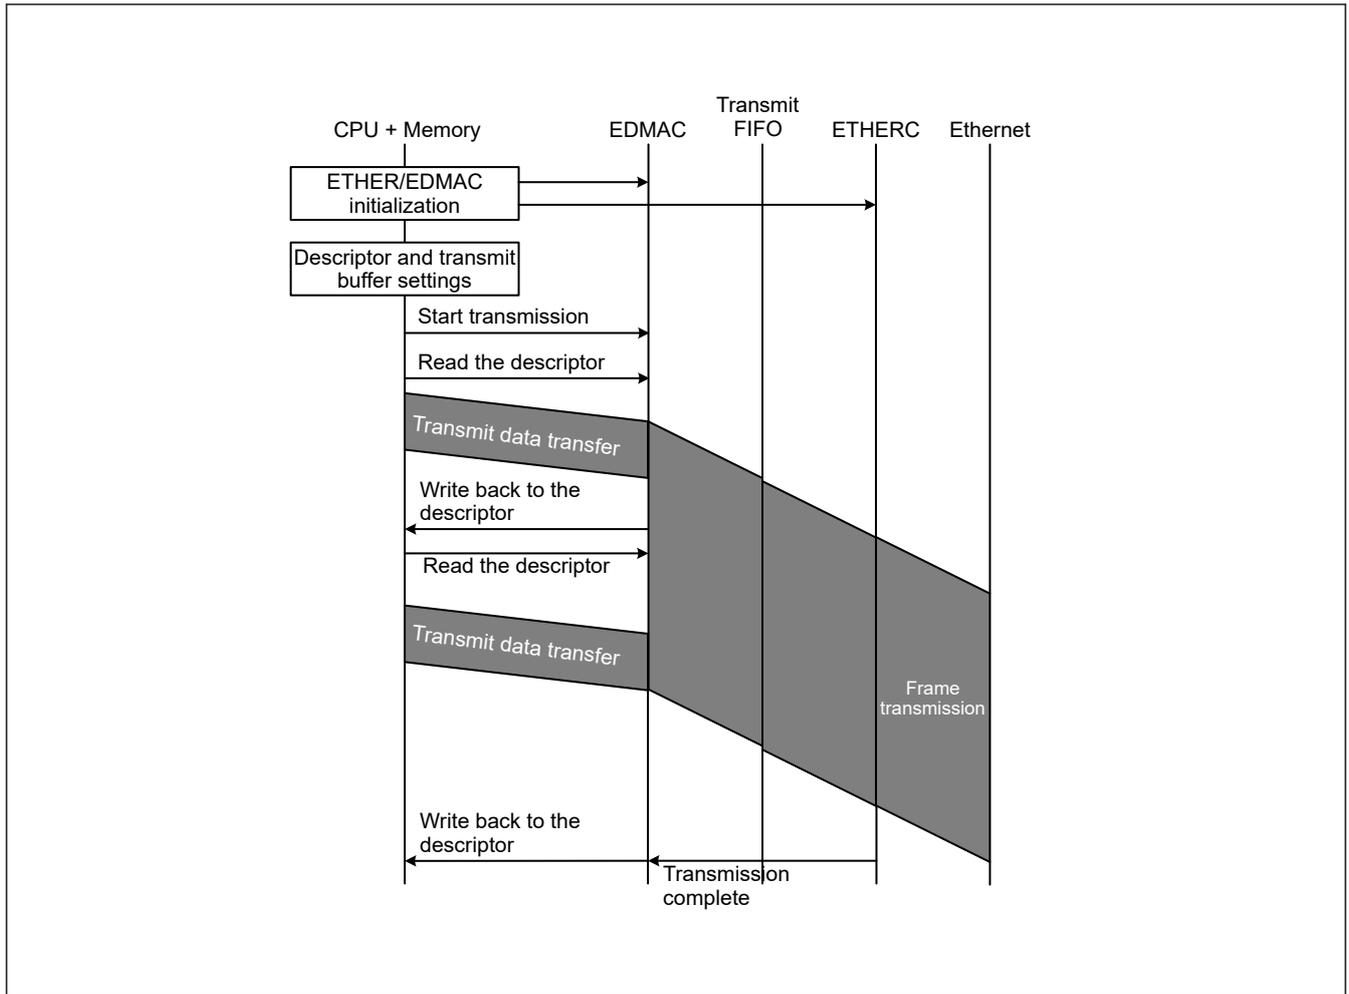 Transmit
FIFO
CPU + Memory
EDMAC
ETHERC
Ethernet
ETHER/EDMAC
initialization
Descriptor and transmit
buffer settings
Start transmission
Read the descriptor
Transmit data transfer
Write back to the
descriptor
Read the descriptor
Transmit data transfer
Frame
transmission
Write back to the
descriptor
Transmission
complete